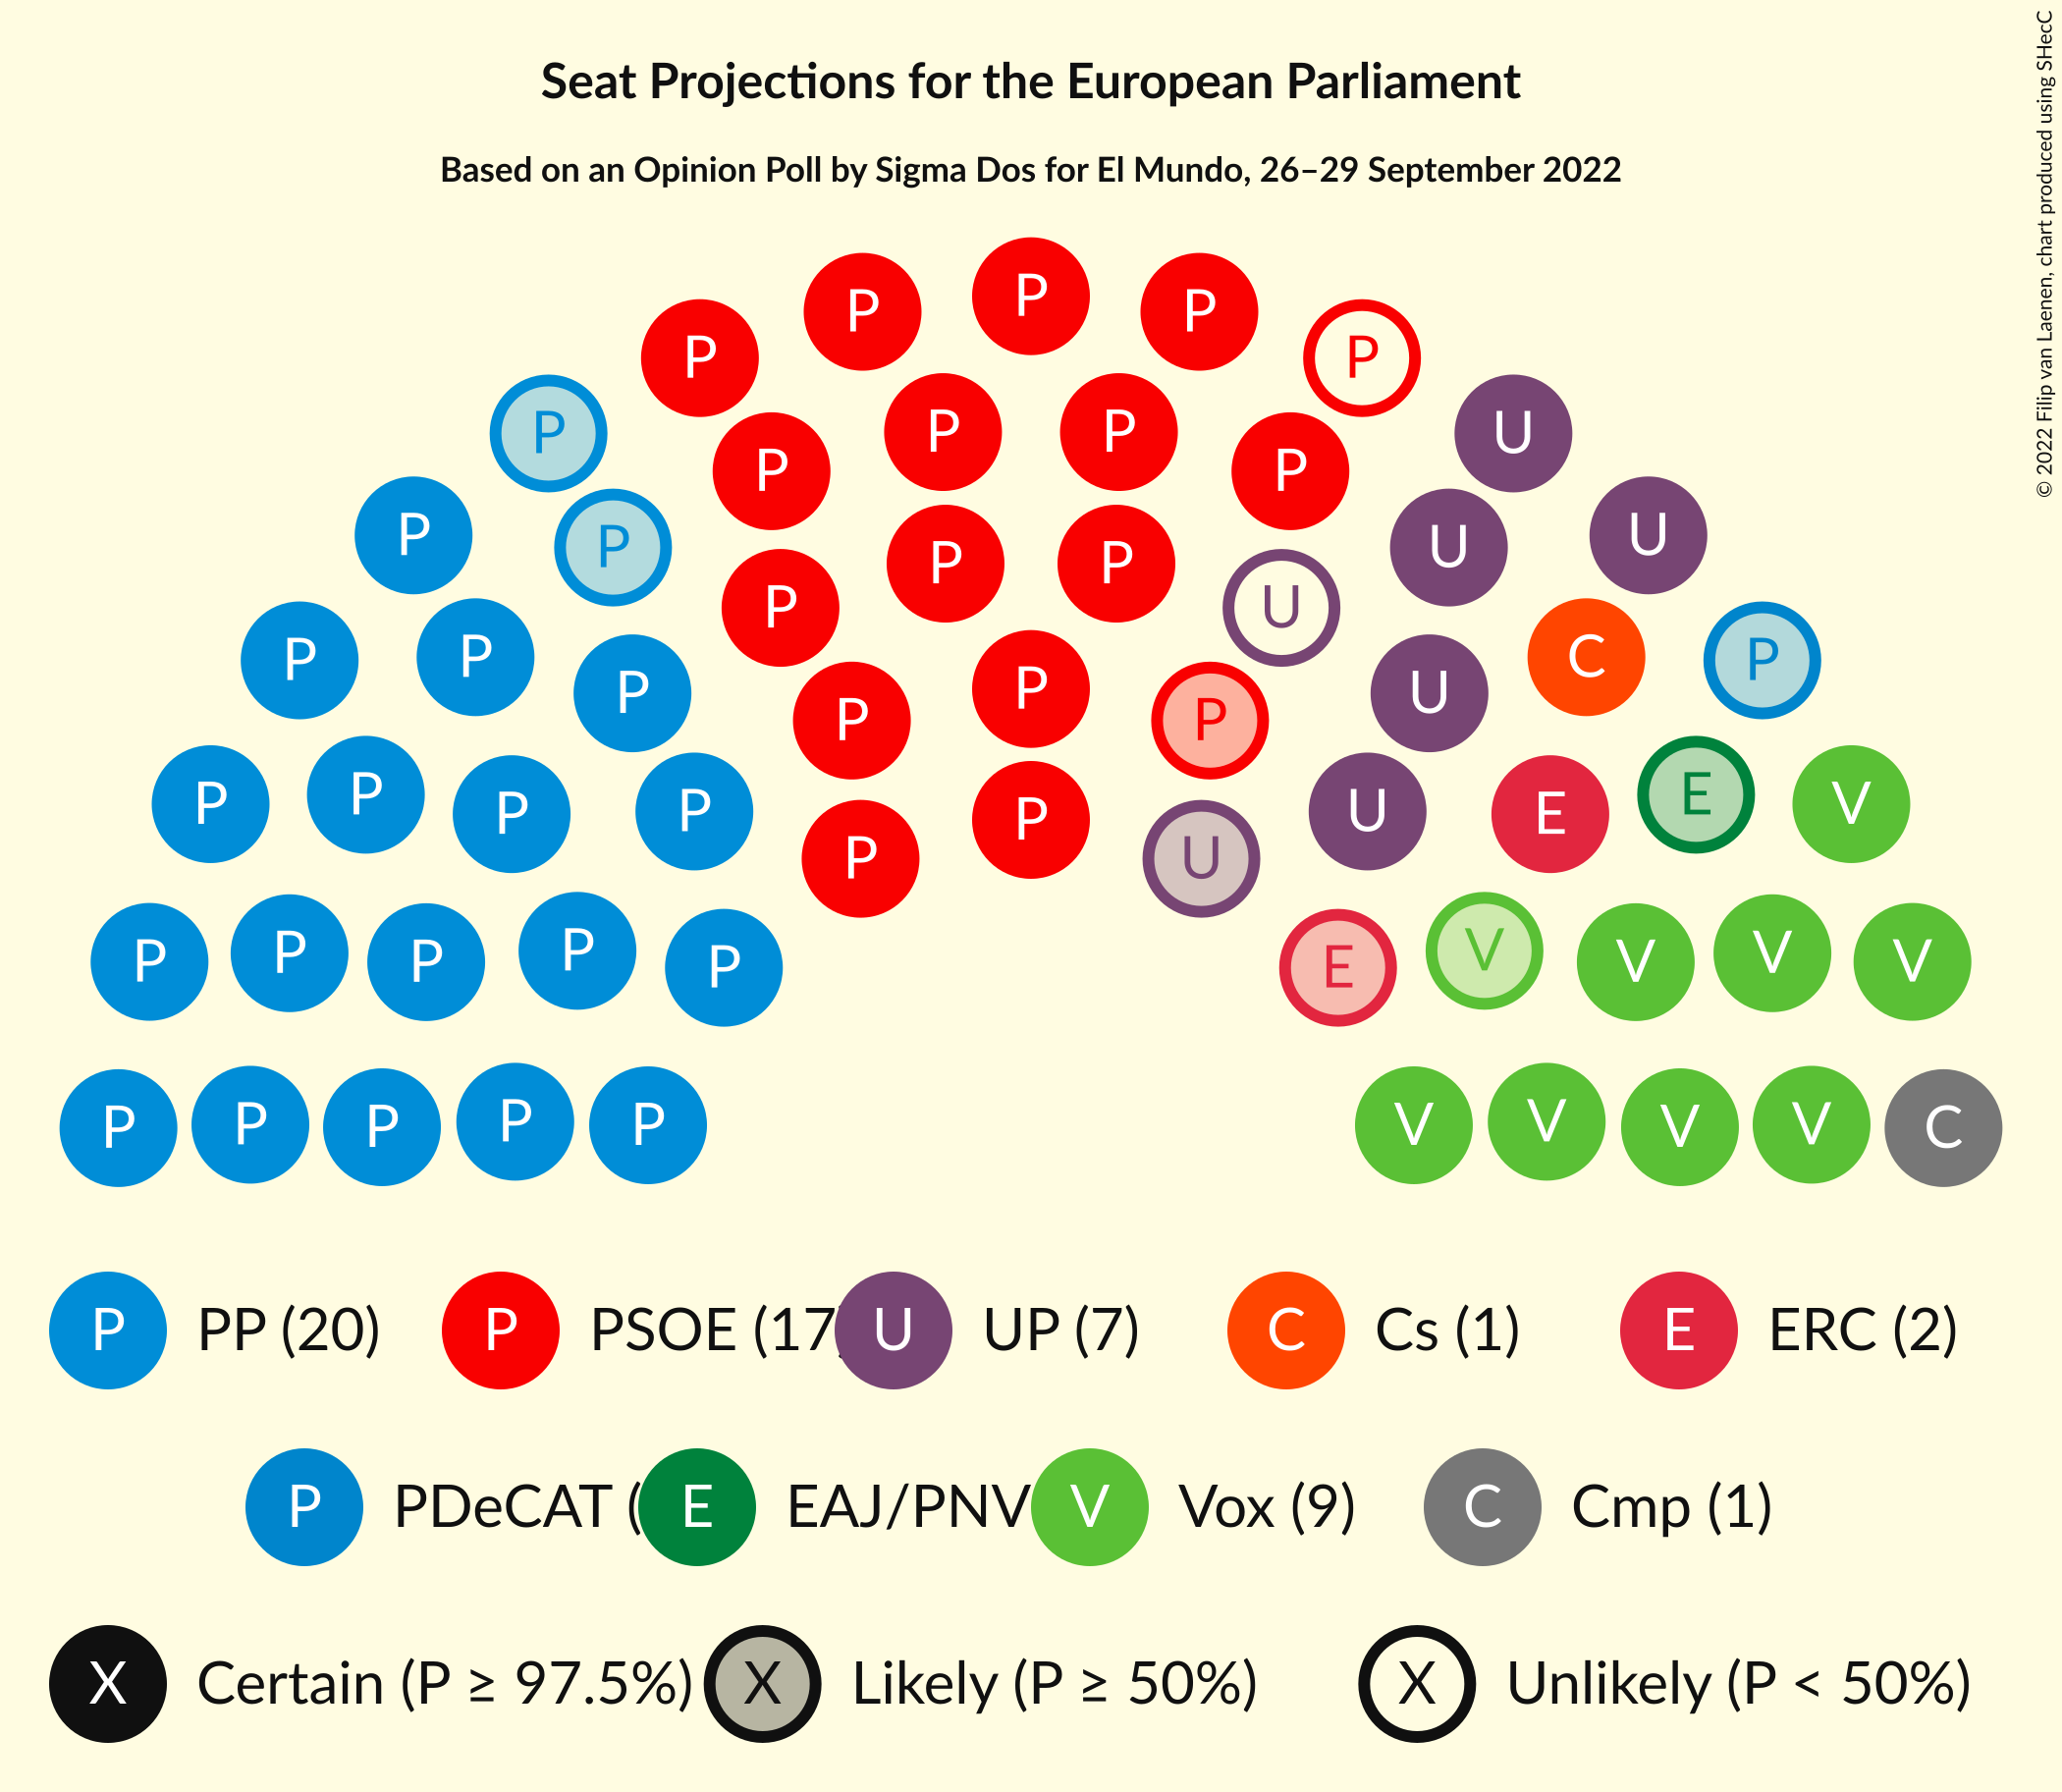 Seat Projections for the European Parliament
Based on an Opinion Poll by Sigma Dos for El Mundo, 26–29 September 2022
© 2022 Filip van Laenen, chart produced using SHecC
P P P
P P
P P P U
P P
P P P P U U
P U
P P P P U C P
P P
P P P P P U E E V
P U
P P P P P E V V V V
P P P P P V V V V C
P PP (20) P PSOE (17 U UP (7) C Cs (1) E ERC (2)
P PDeCAT ( E EAJ/PNV V Vox (9) C Cmp (1)
X Certain (P ≥ 97.5%) X Likely (P ≥ 50%) X Unlikely (P < 50%)